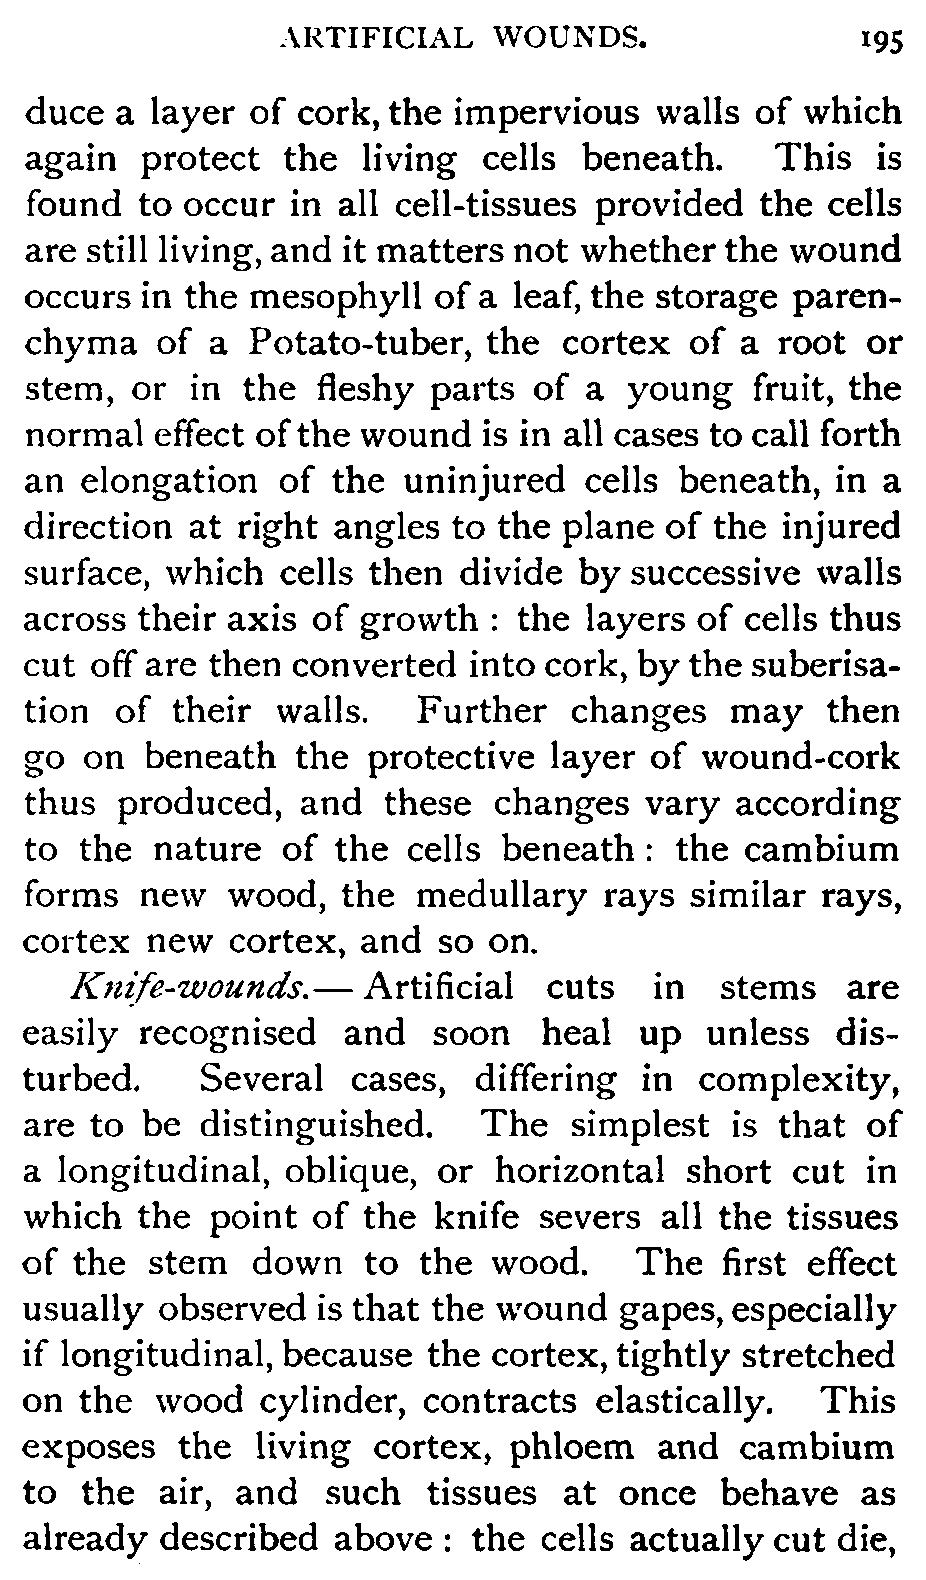 ARTIFICIAL WOUNDS. 195
duce a layer of cork, the impervious walls of which
again protect the living cells beneath. This is
found to occur in all cell-tissues provided the cells
are still living, and it matters not whether the wound
occurs in the mesophyll of a leaf, the storage paren-
chyma of a Potato-tuber, the cortex of a root or
stem, or in the fleshy parts of a young fruit, the
normal effect of the wound is in all cases to call forth
an elongation of the uninjured cells beneath, in a
direction at right angles to the plane of the injured
surface, which cells then divide by successive walls
across their axis of growth : the layers of cells thus
cut off are then converted into cork, by the suberisa-
tion of their walls. Further changes may then
go on beneath the protective layer of wound-cork
thus produced, and these changes vary according
to the nature of the cells beneath : the cambium
forms new wood, the medullary rays similar rays,
cortex new cortex, and so on.
Knife-wounds.— Artificial cuts in stems are
easily recognised and soon heal up unless dis-
turbed. Several cases, differing in complexity,
are to be distinguished. The simplest is that of
a longitudinal, oblique, or horizontal short cut in
which the point of the knife severs all the tissues
of the stem down to the wood. The first effect
usually observed is that the wound gapes, especially
if longitudinal, because the cortex, tightly stretched
on the wood cylinder, contracts elastically. This
exposes the living cortex, phloem and cambium
to the air, and such tissues at once behave as
already described above : the cells actually cut die,